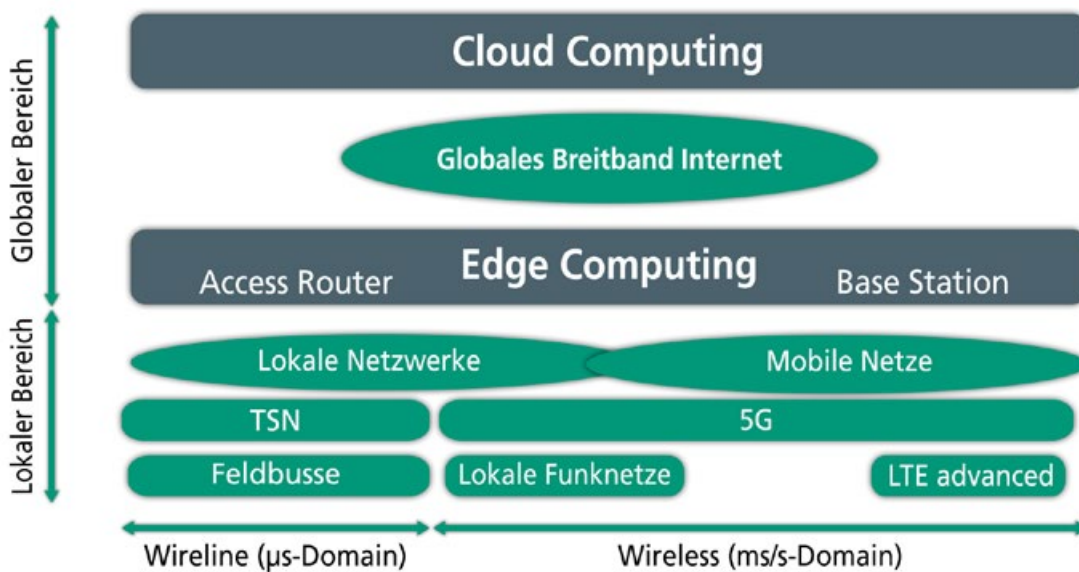 Globaler Bereich
Cloud Computing
Globales Breitband Internet
Edge Computing
Access Router
Base Station
Lokaler Bereich
Lokale Netzwerke
Mobile Netze
TSN
5G
Feldbusse
Lokale Funknetze
LTE advanced
Wireline (µs-Domain)
Wireless (ms/s-Domain)